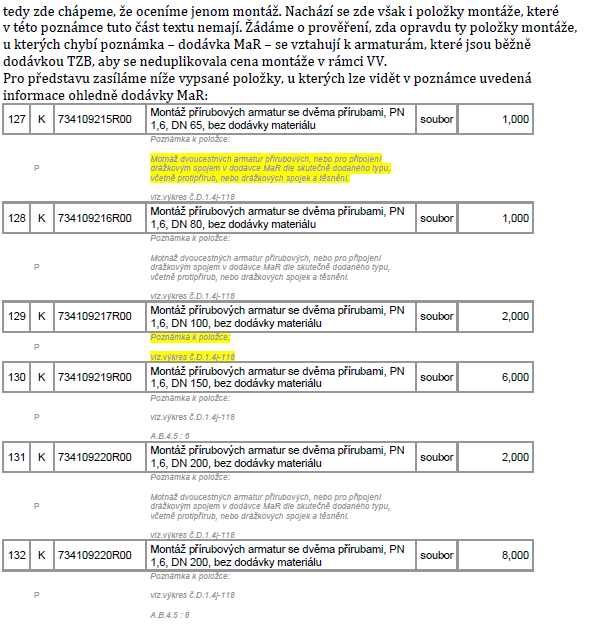 tedy zde chápeme, že oceníme jenom montáž. Nachází se zde však i položky montáže, které
v této poznámce tuto část textu nemají. Žádáme o prověření, zda opravdu ty položky montáže,
u kterých chybí poznámka – dodávka MaR – se vztahují k armaturám, které jsou běžně
dodávkou TZB, aby se neduplikovala cena montáže v rámci VV.
Pro představu zasíláme níže vypsané položky, u kterých lze vidět v poznámce uvedená
informace ohledně dodávky MaR:
127 K 734109215R00 Montáž přírubových armatur se dvěma přírubami, PN soubor 1,000
1,6, DN 65, bez dodávky materiálu
Poznámka k položce:
P
Motnáž dvoucestných armatur přírubových, nebo pro připojení
drážkovým spojem v dodávce MaR dle skutečně dodaného typu,
včetně protipřírub, nebo drážkových spojek a těsnění.
viz.výkres č.D.1.4j-118
128 K 734109216R00 Montáž přírubových armatur se dvěma přírubami, PN soubor 1,000
1,6, DN 80, bez dodávky materiálu
Poznámka k položce:
P
Motnáž dvoucestných armatur přírubových, nebo pro připojení
drážkovým spojem v dodávce MaR dle skutečně dodaného typu,
včetně protipřírub, nebo drážkových spojek a těsnění.
viz.výkres č.D.1.4j-118
129 K 734109217R00 Montáž přírubových armatur se dvěma přírubami, PN soubor 2,000
1,6, DN 100, bez dodávky materiálu
Poznámka k položce:
P
viz.výkres č.D.1.4j-118
130 K 734109219R00 Montáž přírubových armatur se dvěma přírubami, PN soubor 6,000
1,6, DN 150, bez dodávky materiálu
Poznámka k položce:
P viz.výkres č.D.1.4j-118
A.B.4.5 : 6
131 K 734109220R00 Montáž přírubových armatur se dvěma přírubami, PN soubor 2,000
1,6, DN 200, bez dodávky materiálu
Poznámka k položce:
P
Motnáž dvoucestných armatur přírubových, nebo pro připojení
drážkovým spojem v dodávce MaR dle skutečně dodaného typu,
včetně protipřírub, nebo drážkových spojek a těsnění.
viz.výkres č.D.1.4j-118
132 K 734109220R00 Montáž přírubových armatur se dvěma přírubami, PN soubor 8,000
1,6, DN 200, bez dodávky materiálu
Poznámka k položce:
P viz.výkres č.D.1.4j-118
A.B.4.5 : 8